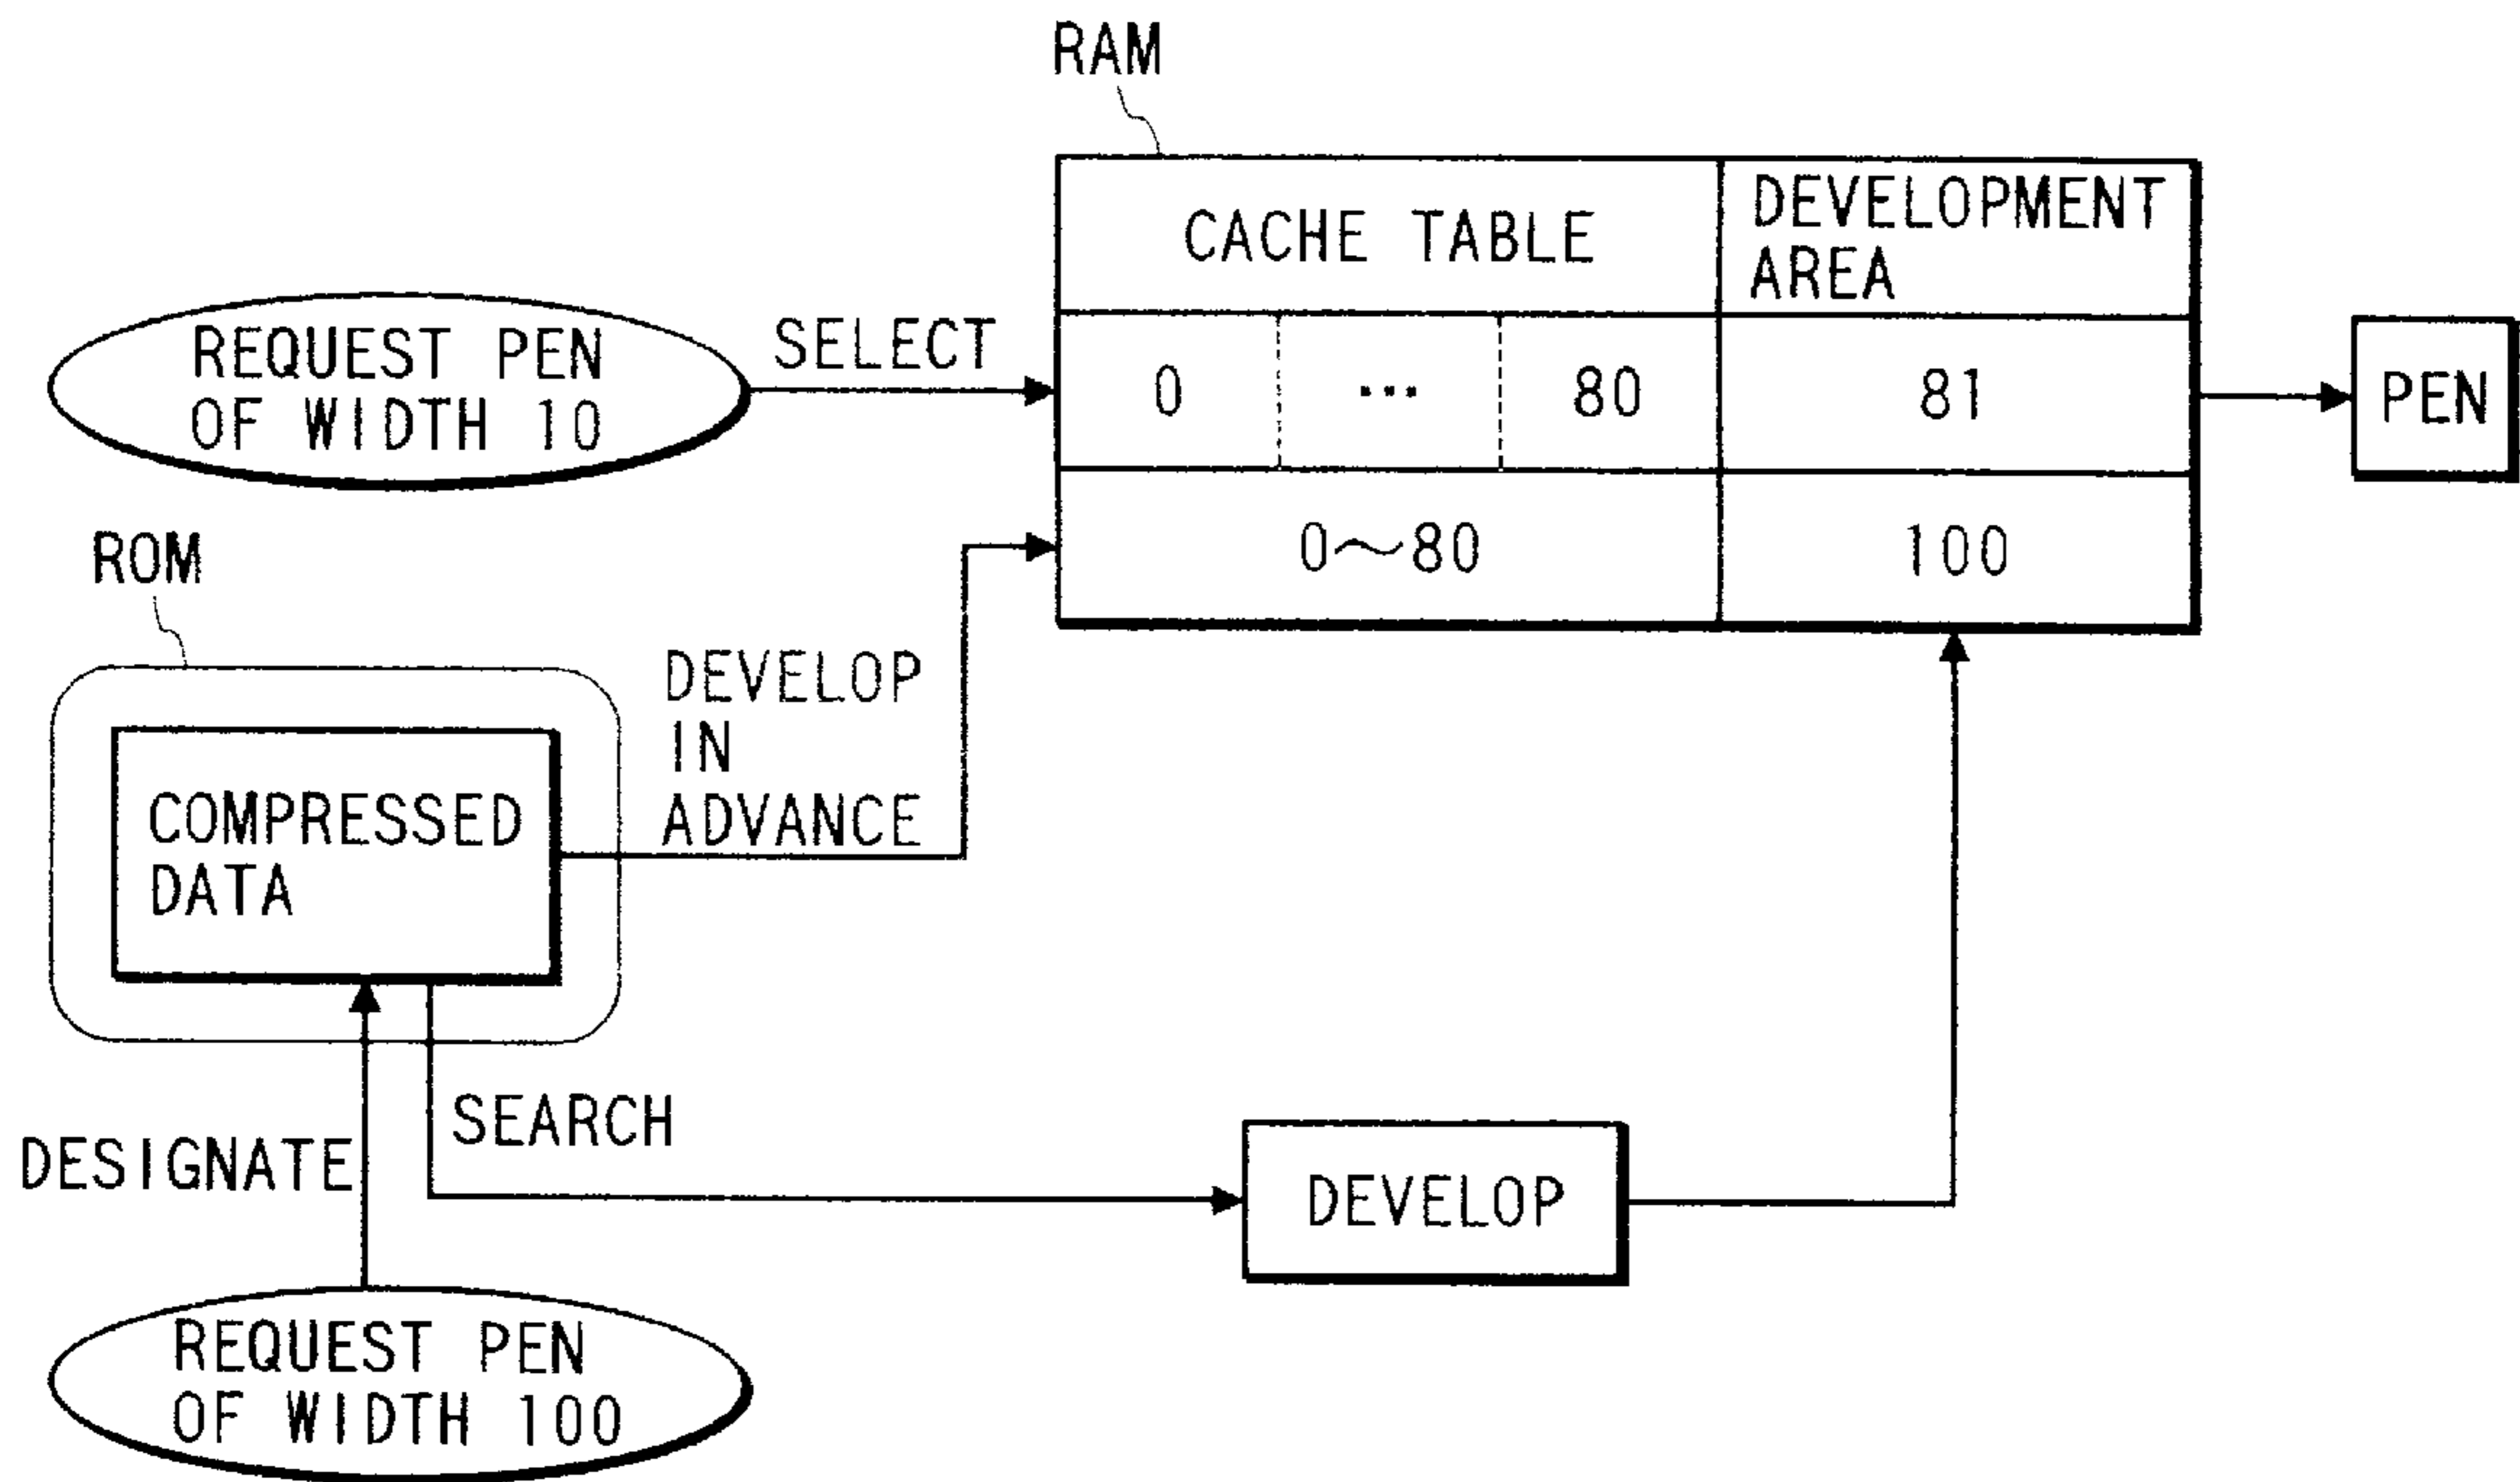 RAM
CACHE TABLE
DEVELOPMENT
AREA
REQUEST PEN
OF WIDTH 10
SELECT
0
...
80
81
PEN
0～80
100
ROM
DEVELOP
IN
ADVANCE
COMPRESSED
DATA
SEARCH
DESIGNATE
DEVELOP
REQUEST PEN
OF WIDTH 100